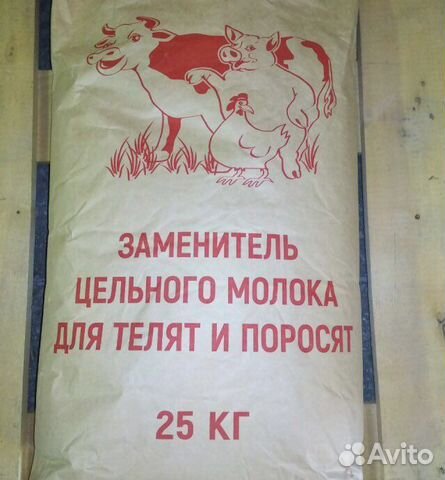 ЗАМЕНИТЕЛЬ
ЦЕЛЬНОГО МОЛОКА
ДЛЯ ТЕЛЯТ И ПОРОСЯТ
25 КГ
Avito